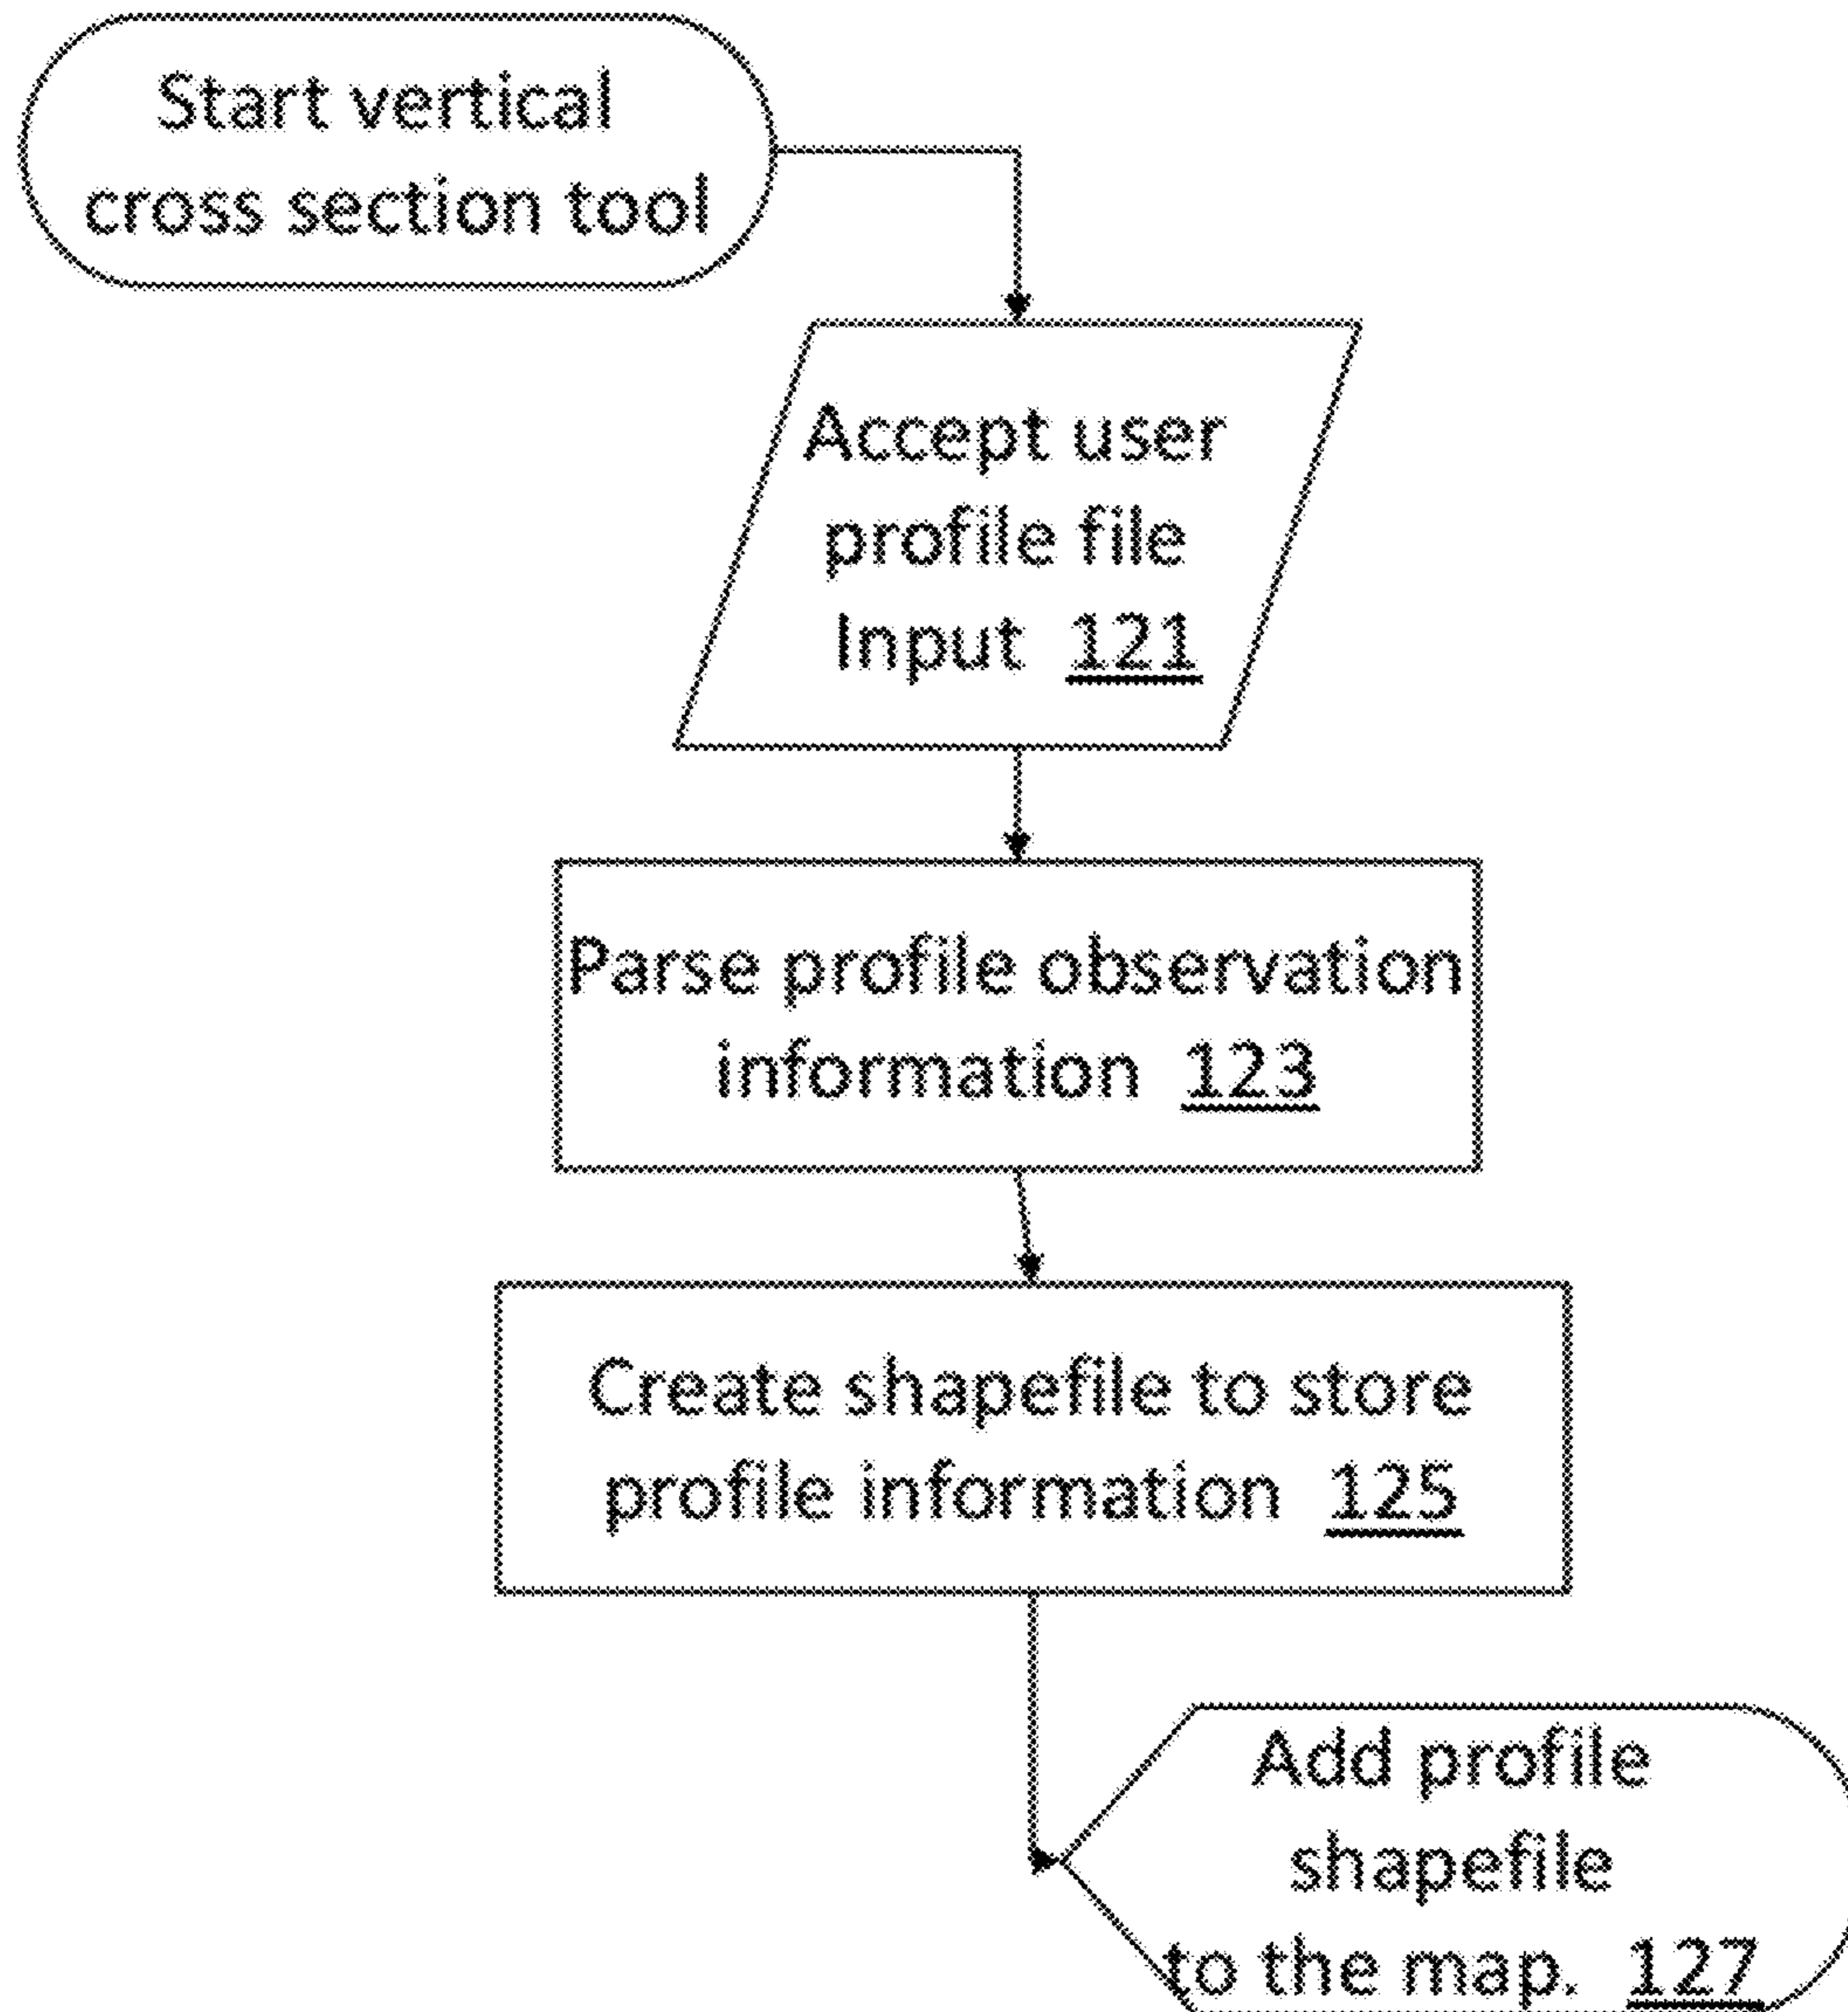 Start vertical
cross section tool
Accept user
profile file
Input 121
Parse profile observation
information 123
Create shapefile to store
profile information 125
Add profile
shapefile
to the map. 127